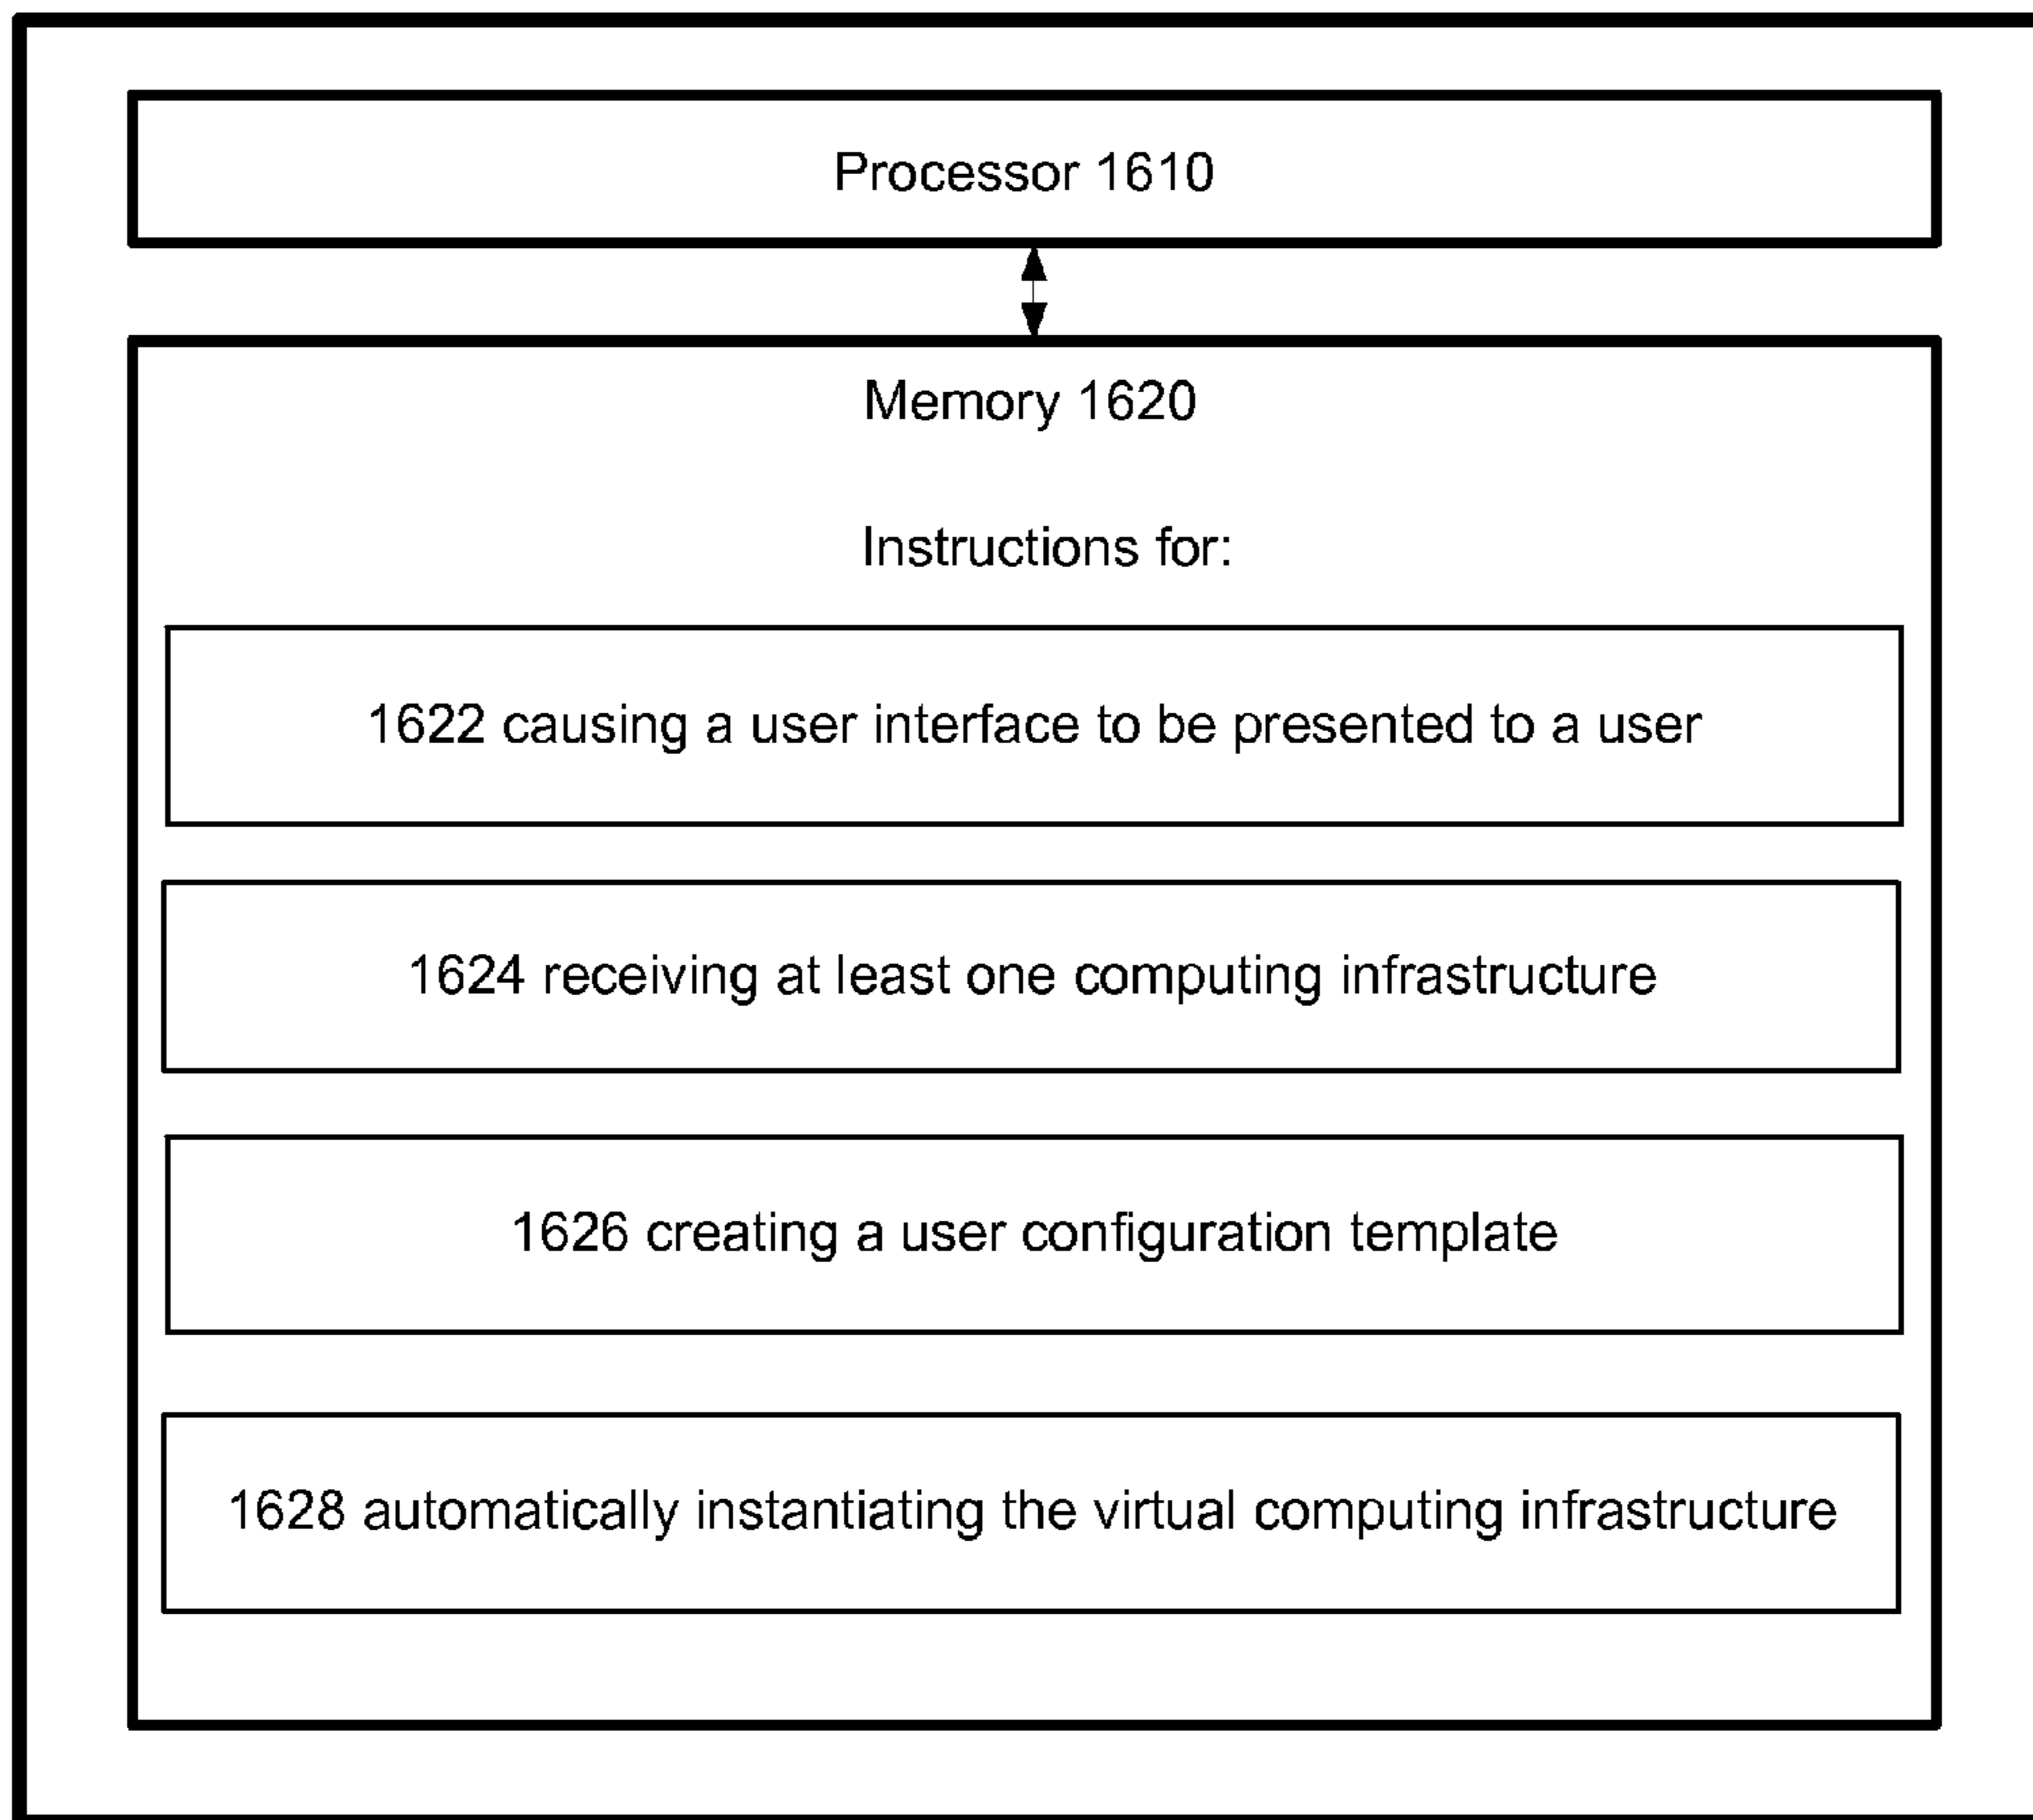 Processor 1610
Memory 1620
Instructions for:
1622 causing a user interface to be presented to a user
1624 receiving at least one computing infrastructure
1626 creating a user configuration template
1628 automatically instantiating the virtual computing infrastructure